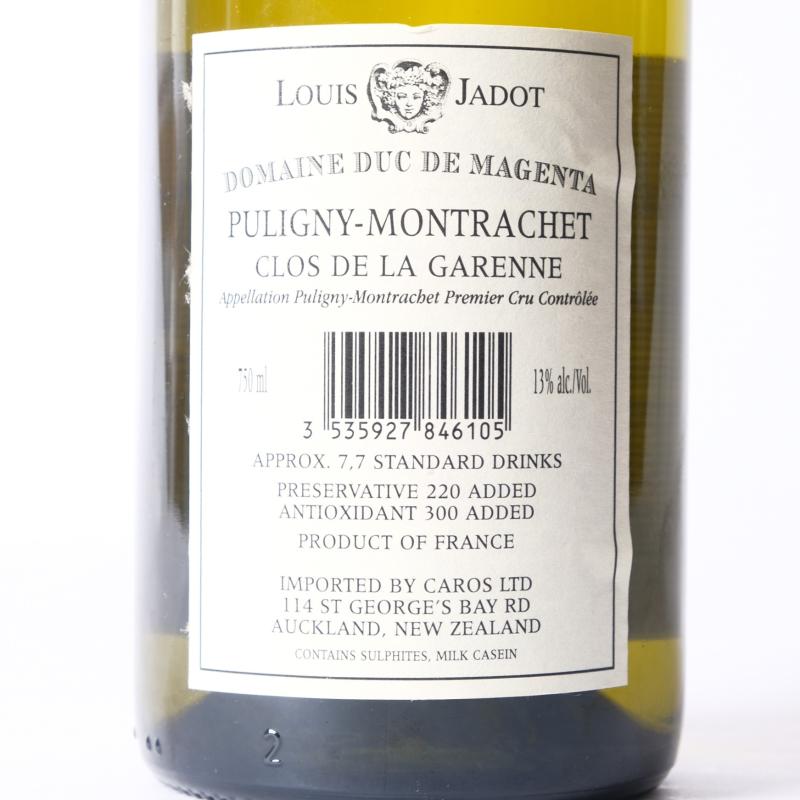 LOUIS JADOT
DOMAINE DUC DE MAGENTA
PULIGNY-MONTRACHET
CLOS DE LA GARENNE
Appellation Puligny-Montrachet Premier Cru Contrôlée
750 ml
13% alc./Vol.
3 535927 846105
APPROX. 7,7 STANDARD DRINKS
PRESERVATIVE 220 ADDED
ANTIOXIDANT 300 ADDED
PRODUCT OF FRANCE
IMPORTED BY CAROS LTD
114 ST GEORGE'S BAY RD
AUCKLAND, NEW ZEALAND
CONTAINS SULPHITES, MILK CASEIN
2